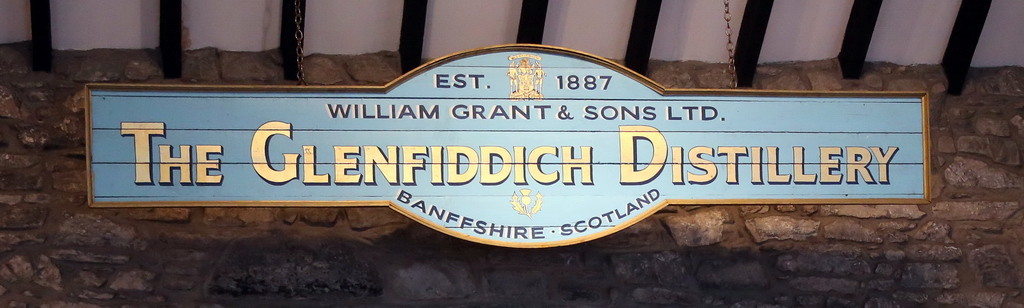 EST. 1887
WILLIAM GRANT & SONS LTD.
THE GLENFIDDICH DISTILLERY
BANFFSHIRE · SCOTLAND